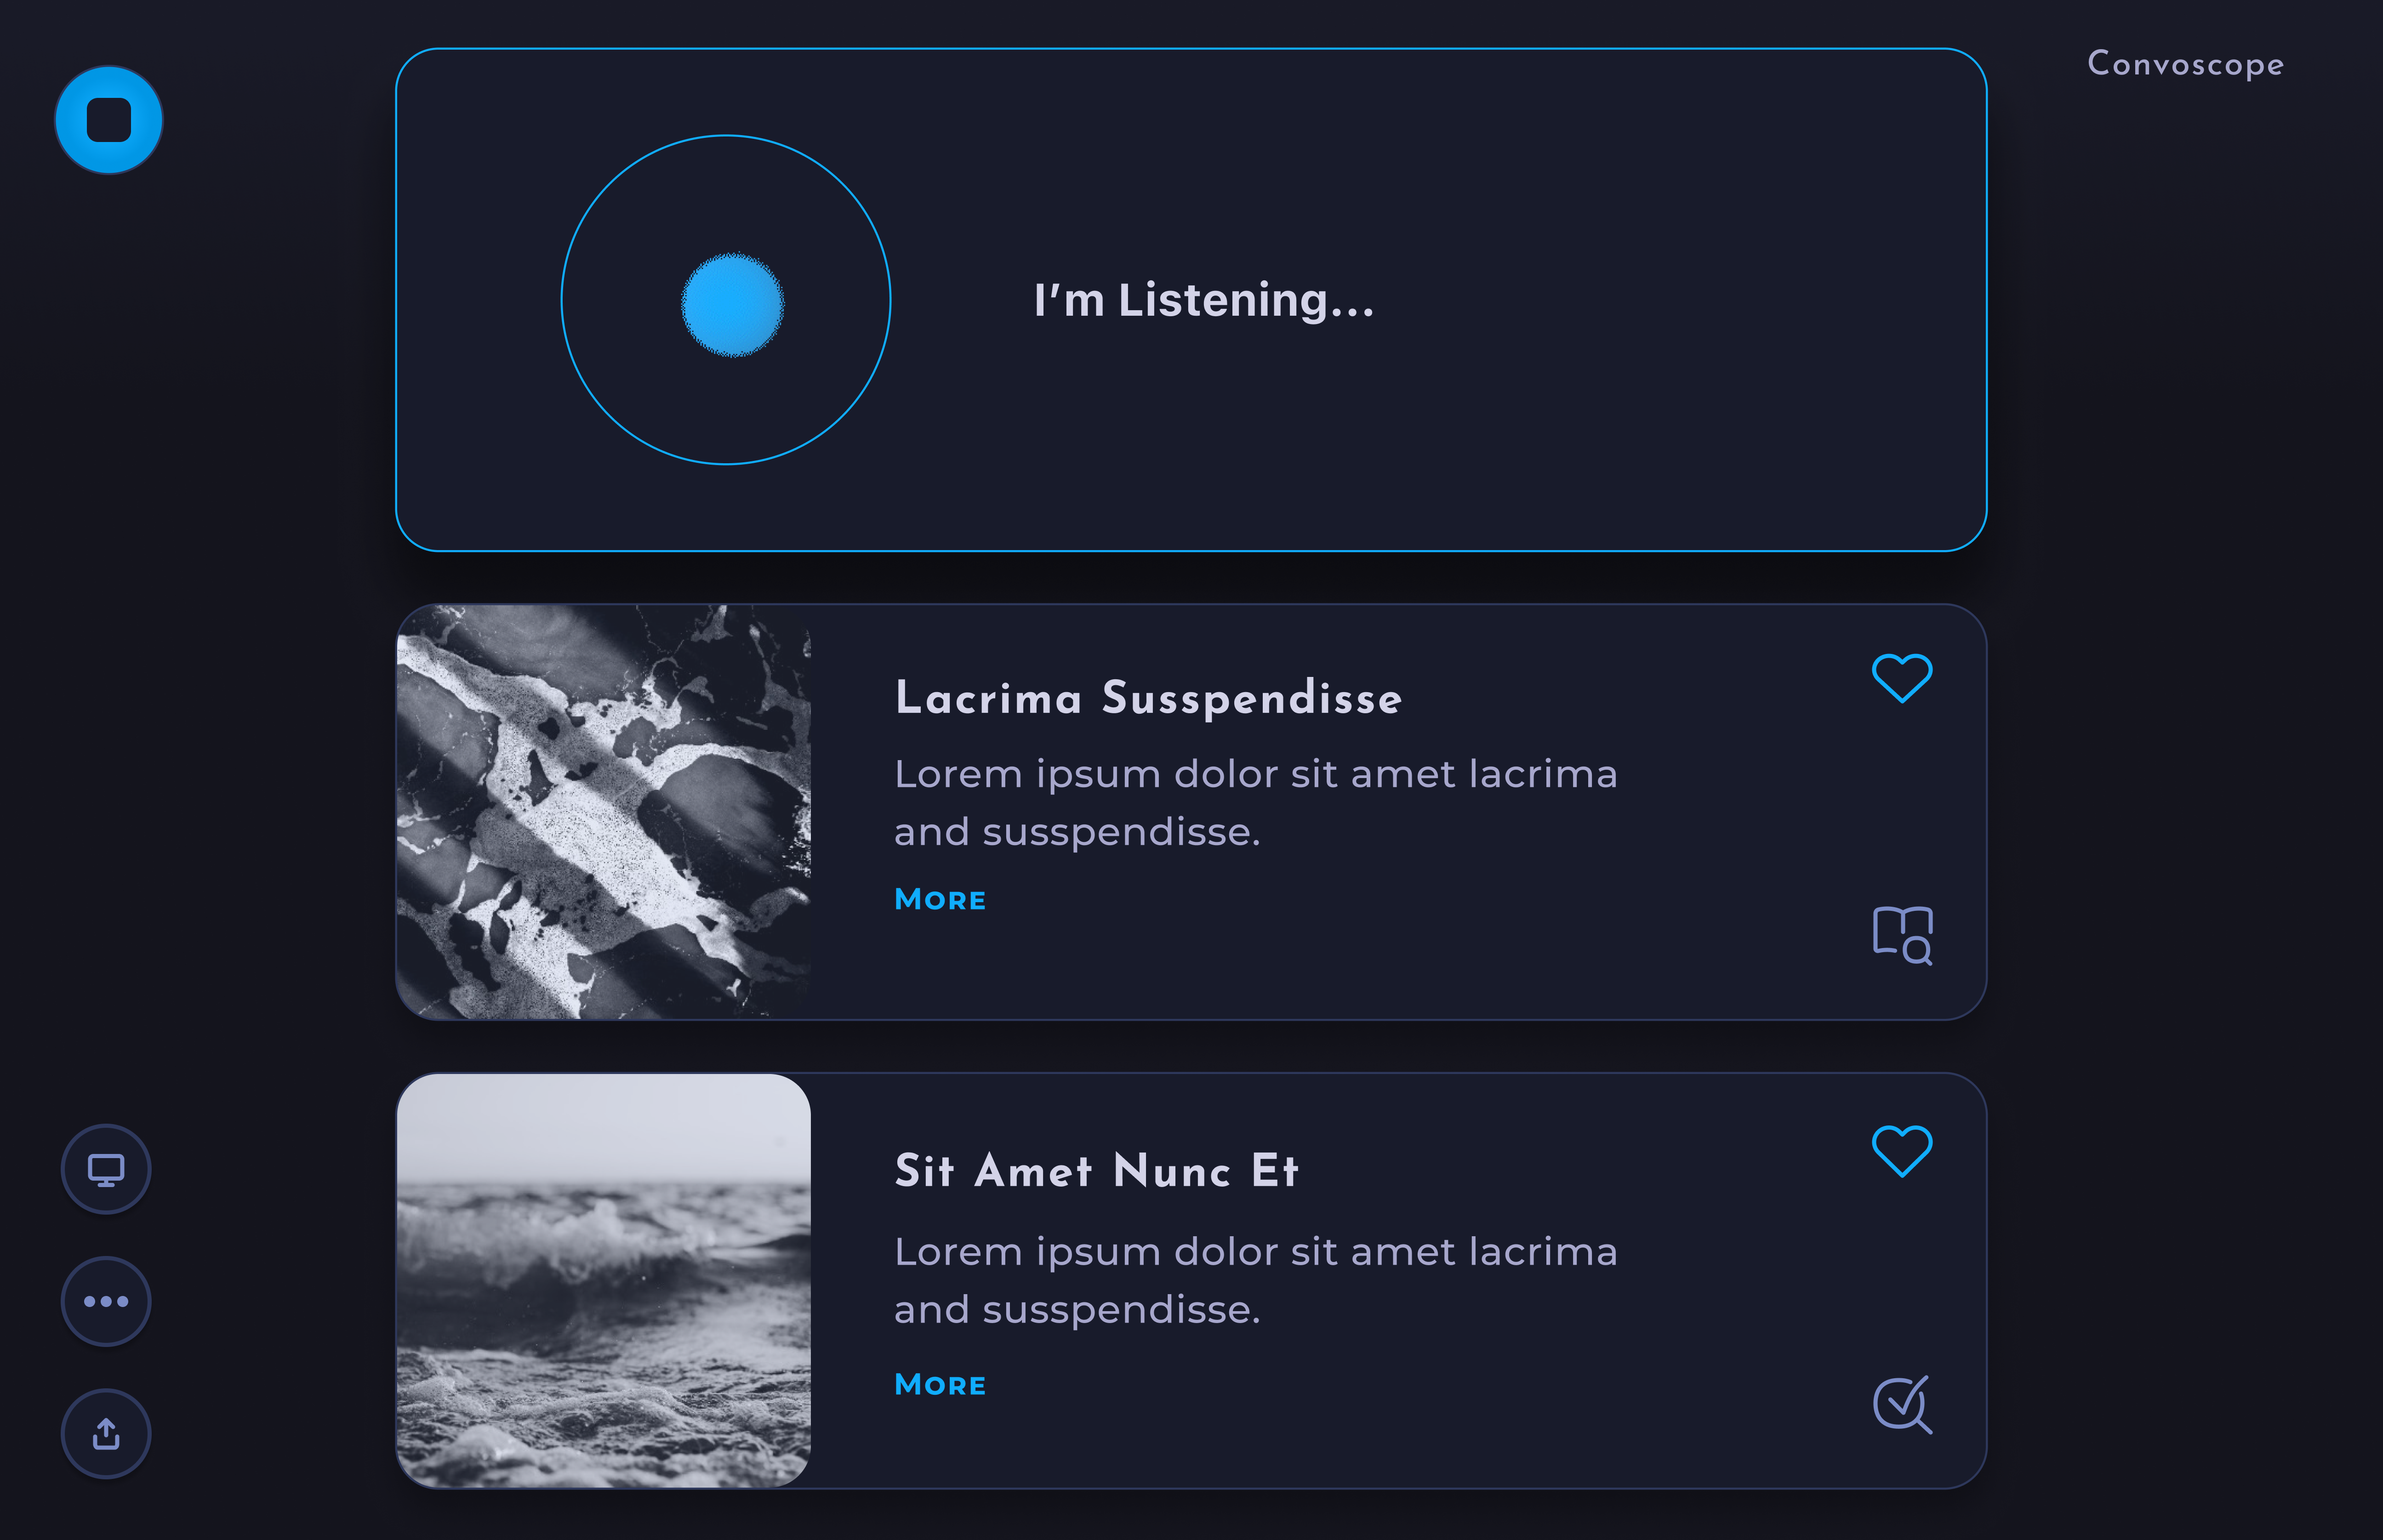 Convoscope
I'm Listening...
Lacrima Susspendisse
Lorem ipsum dolor sit amet lacrima
and susspendisse.
MORE
Sit Amet Nunc Et
Lorem ipsum dolor sit amet lacrima
and susspendisse.
MORE